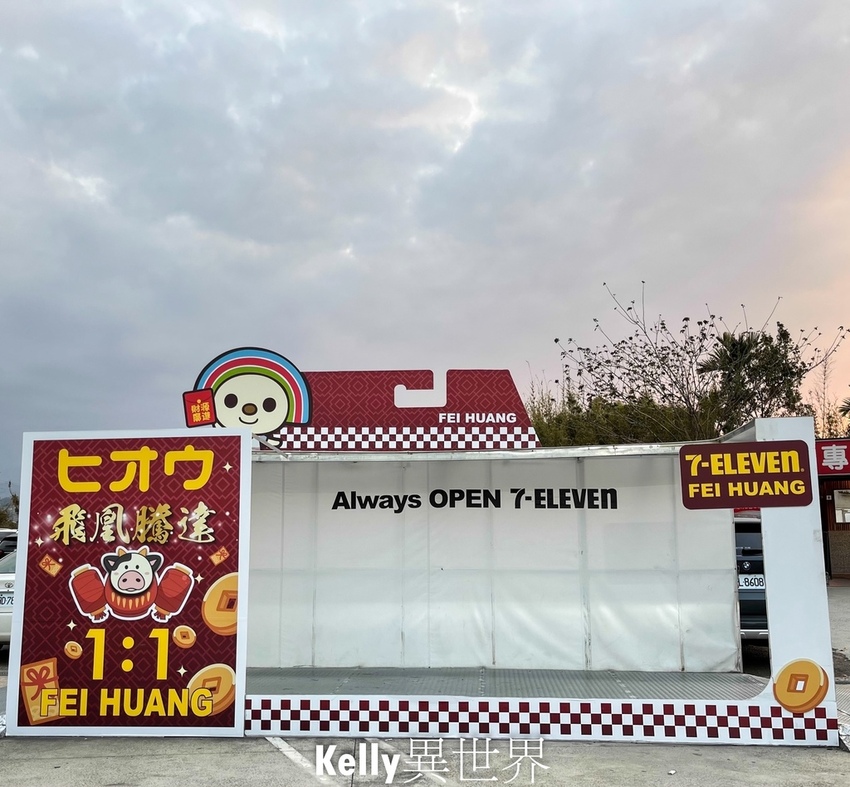 財源
廣進
FEI HUANG
ヒオウ
飛凰騰達
1:1
FEI HUANG
Always OPEN 7-ELEVEn
7-ELEVEn®
FEI HUANG
專
L-8608
Kelly異世界